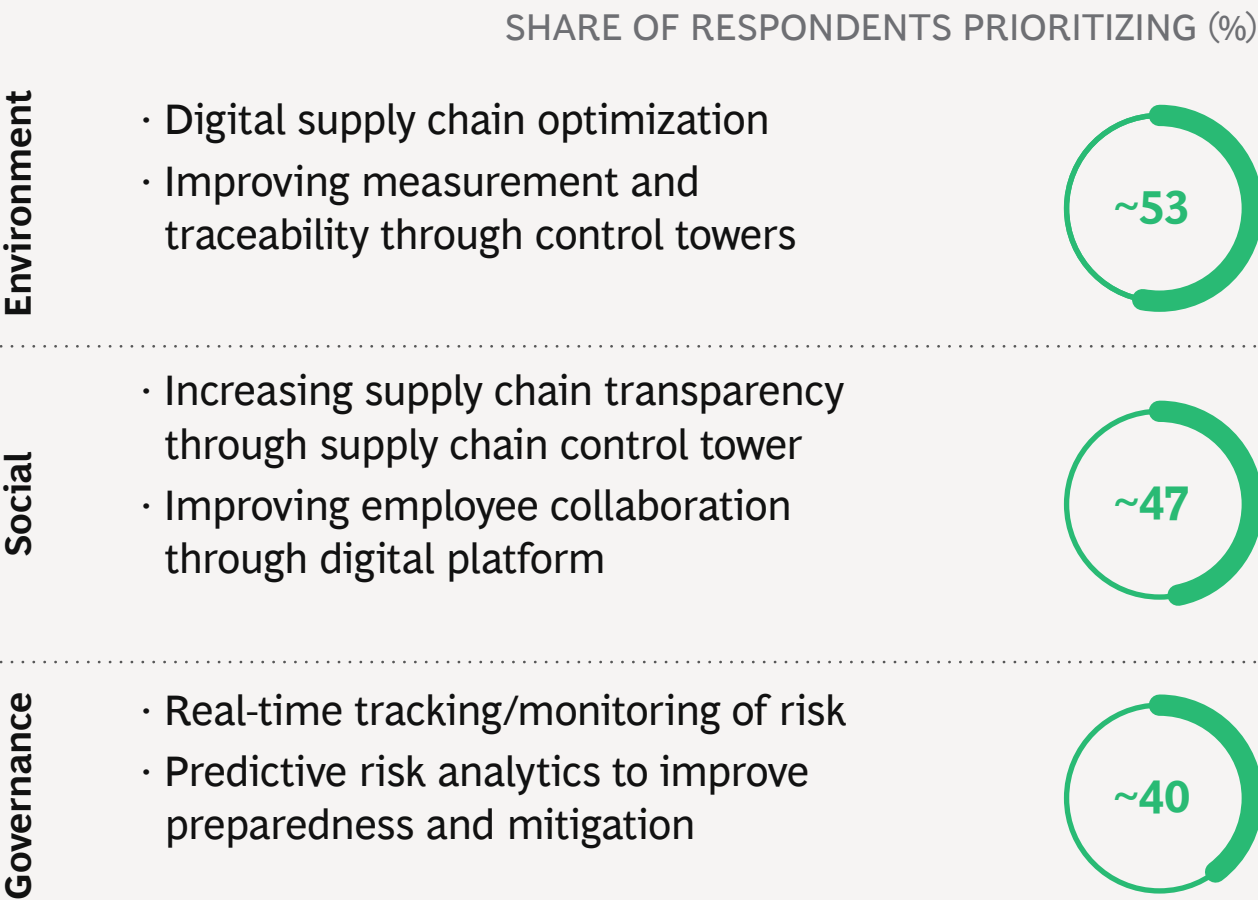 SHARE OF RESPONDENTS PRIORITIZING (%)
Environment
· Digital supply chain optimization
· Improving measurement and
traceability through control towers
~53
Social
· Increasing supply chain transparency
through supply chain control tower
· Improving employee collaboration
through digital platform
~47
Governance
· Real-time tracking/monitoring of risk
· Predictive risk analytics to improve
preparedness and mitigation
~40